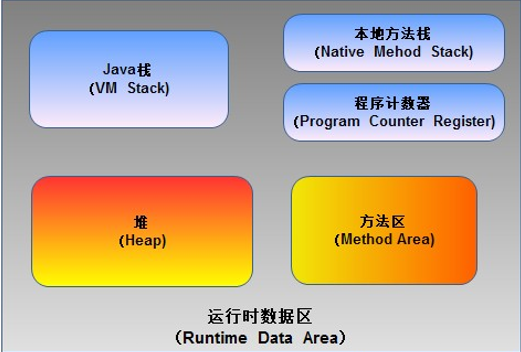 Java栈
（VM Stack)
本地方法栈
(Native Mehod Stack)
程序计数器
(Program Counter Register)
堆
(Heap)
方法区
(Method Area)
运行时数据区
（Runtime Data Area）